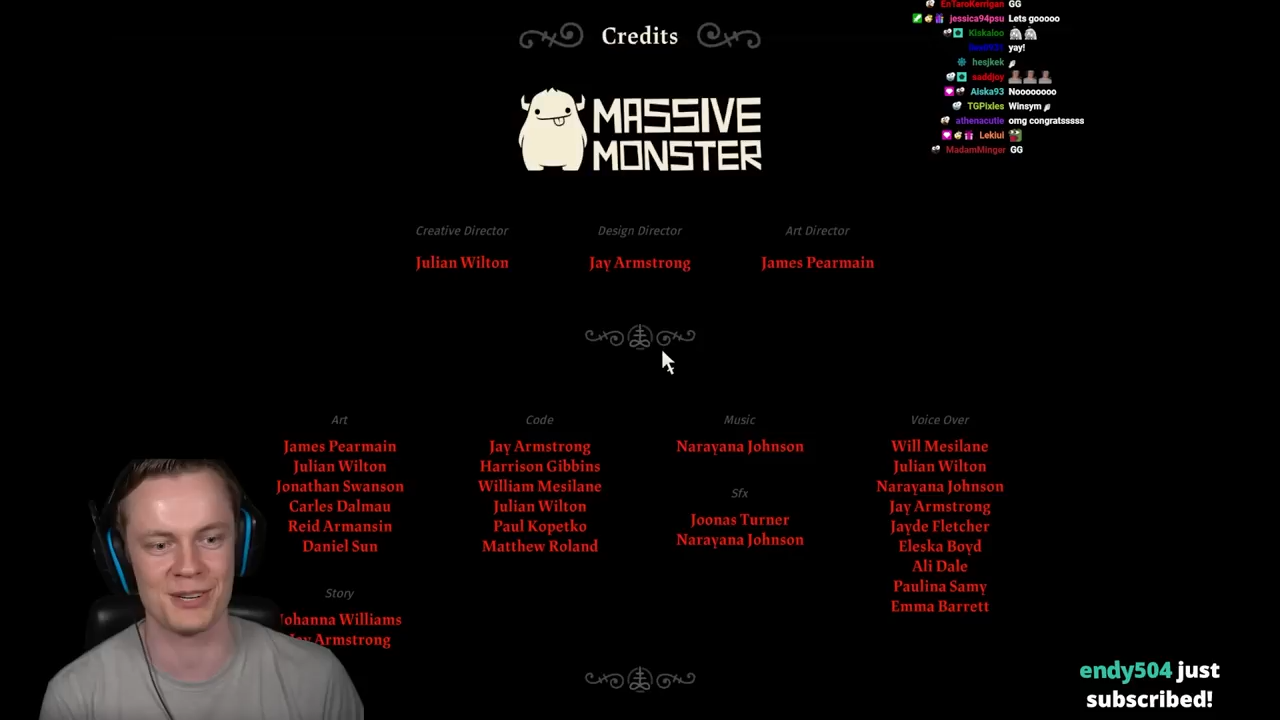 EnTaroKerrigan GG
jessica94psu Lets gooooo
Kiskaloo
yay!
hesjkek
saddjoy
Aiska93 Noooooooo
TGPixles Winsym
athenacutie omg congratsssss
Lekiui
MadamMinger GG
Credits
MASSIVE
MONSTER
Creative Director
Design Director
Art Director
Julian Wilton
Jay Armstrong
James Pearmain
Art
James Pearmain
Julian Wilton
Jonathan Swanson
Carles Dalmau
Reid Armansin
Daniel Sun
Story
Johanna Williams
Jay Armstrong
Code
Jay Armstrong
Harrison Gibbins
William Mesilane
Julian Wilton
Paul Kopetko
Matthew Roland
Music
Narayana Johnson
Sfx
Joonas Turner
Narayana Johnson
Voice Over
Will Mesilane
Julian Wilton
Narayana Johnson
Jay Armstrong
Jayde Fletcher
Eleska Boyd
Ali Dale
Paulina Samy
Emma Barrett
endy504 just
subscribed!